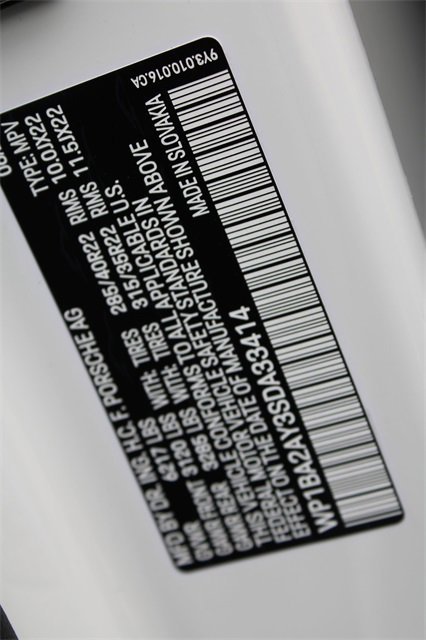 MFD BY DR. ING. H.C. F. PORSCHE AG
GVWR 6217 LBS WITH: TIRES RIMS TYPE: MPV
GAWR FRONT 3120 LBS WITH: TIRES 285/40R22 RIMS 10.0JX22
GAWR REAR 3285 LBS TIRES 315/35R22 RIMS 11.5JX22
THIS VEHICLE CONFORMS TO ALL APPLICABLE U.S.
FEDERAL MOTOR VEHICLE SAFETY STANDARDS IN
EFFECT ON THE DATE OF MANUFACTURE SHOWN ABOVE
WP1BA2AY3SDA33414 MADE IN SLOVAKIA
9Y3.010.016.CA